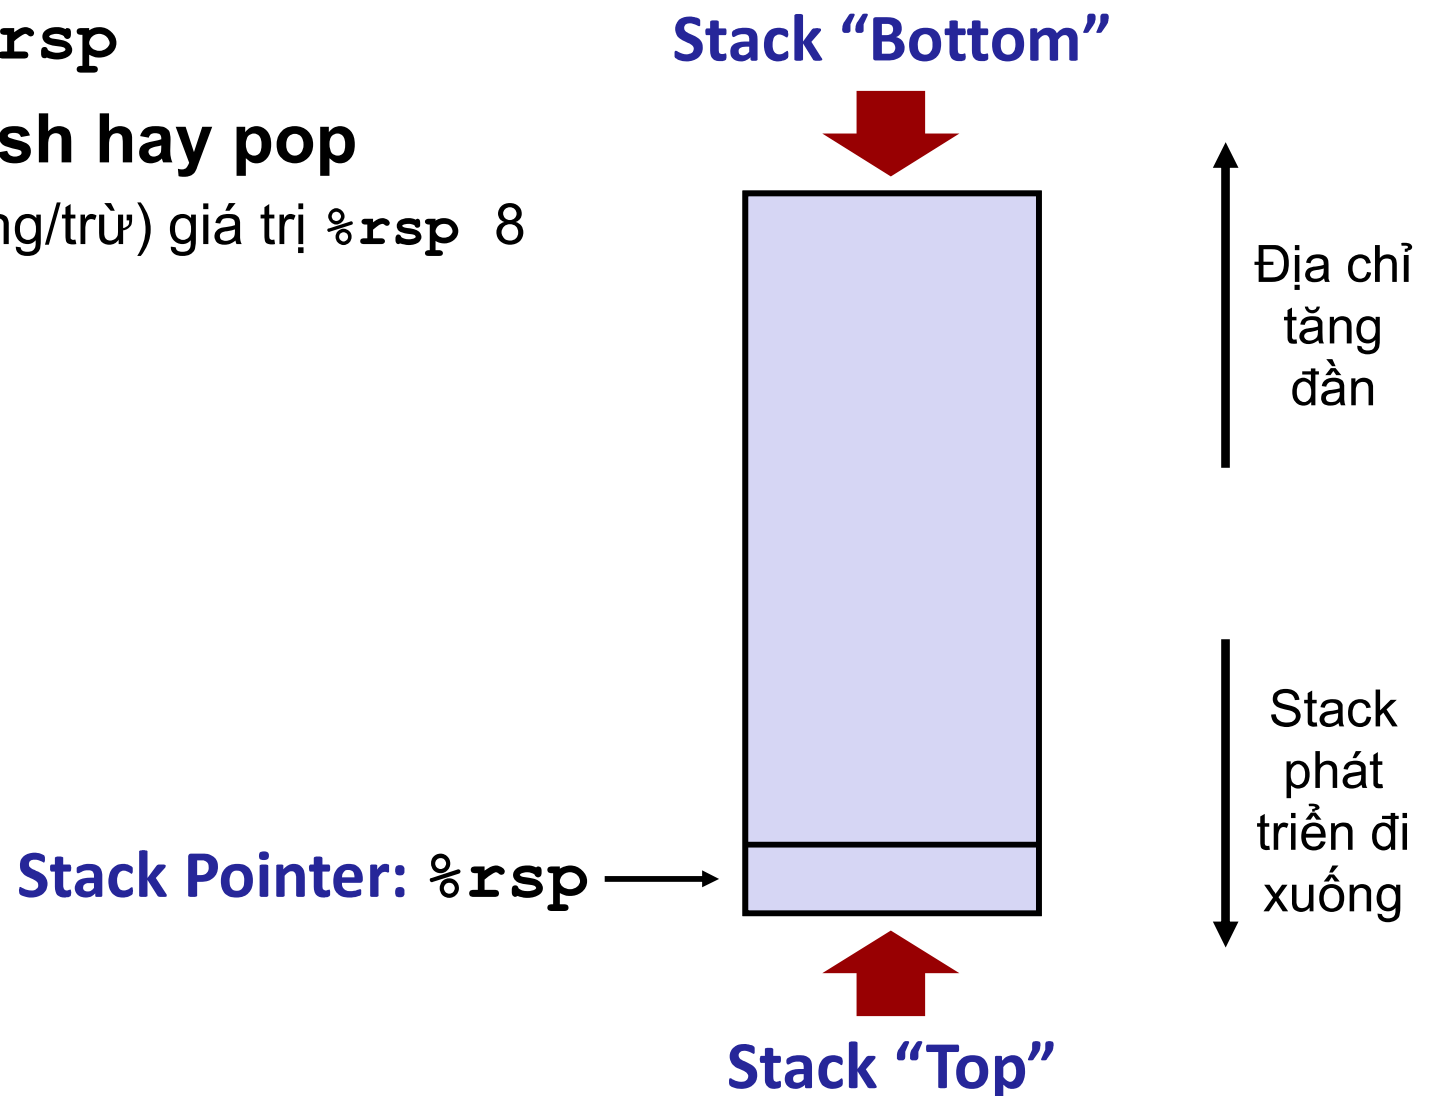 rsp
sh hay pop
ng/trừ) giá trị %rsp 8
Stack “Bottom”
Địa chỉ
tăng
đần
Stack
phát
triển đi
xuống
Stack Pointer: %rsp
Stack “Top”